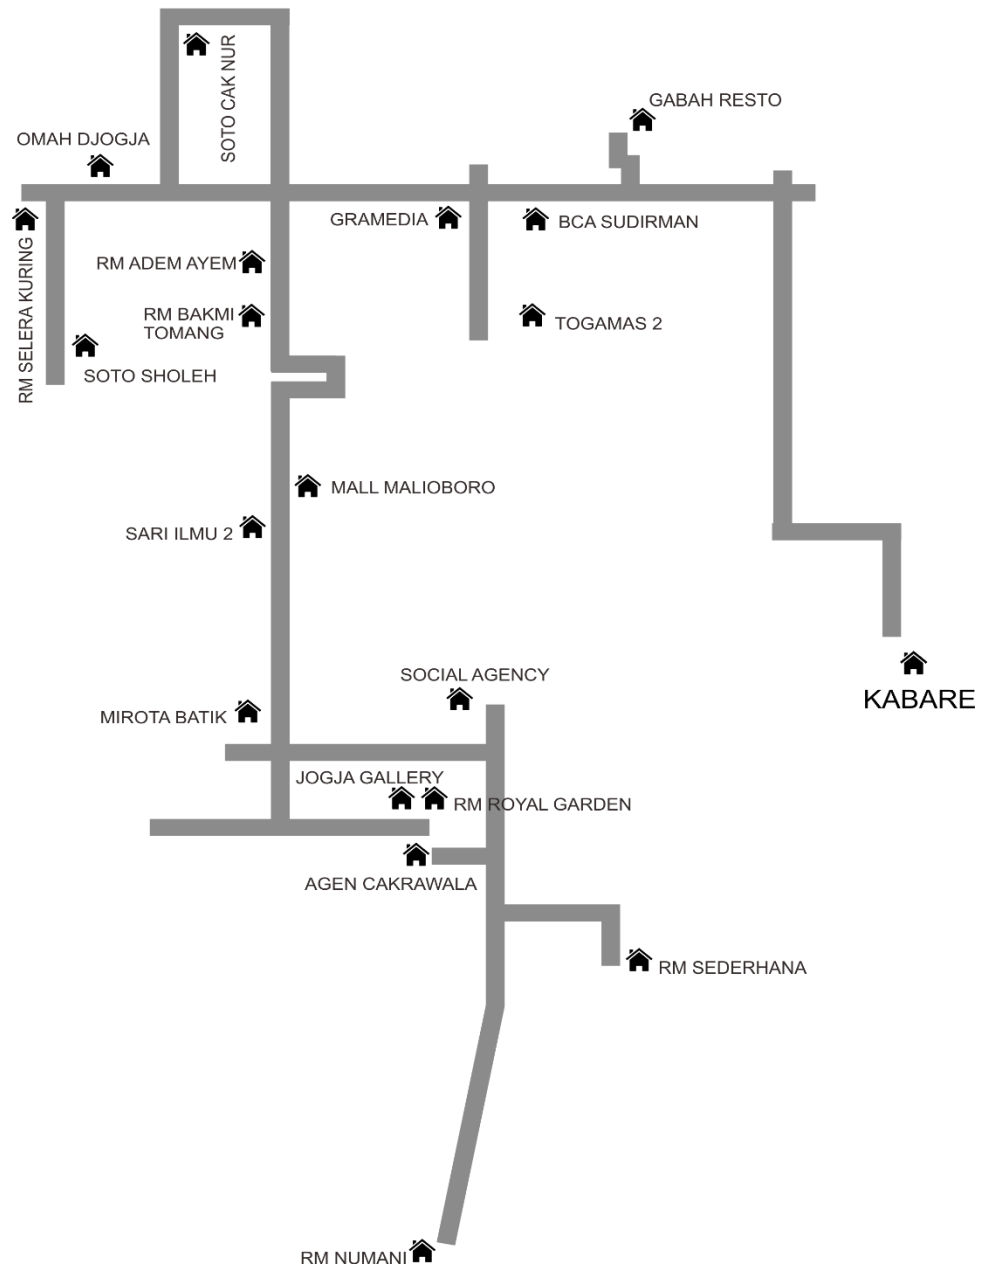 SOTO CAK NUR
GABAH RESTO
OMAH DJOGJA
GRAMEDIA
BCA SUDIRMAN
RM SELERA KURING
RM ADEM AYEM
RM BAKMI
TOMANG
TOGAMAS 2
SOTO SHOLEH
MALL MALIOBORO
SARI ILMU 2
SOCIAL AGENCY
KABARE
MIROTA BATIK
JOGJA GALLERY
RM ROYAL GARDEN
AGEN CAKRAWALA
RM SEDERHANA
RM NUMANI